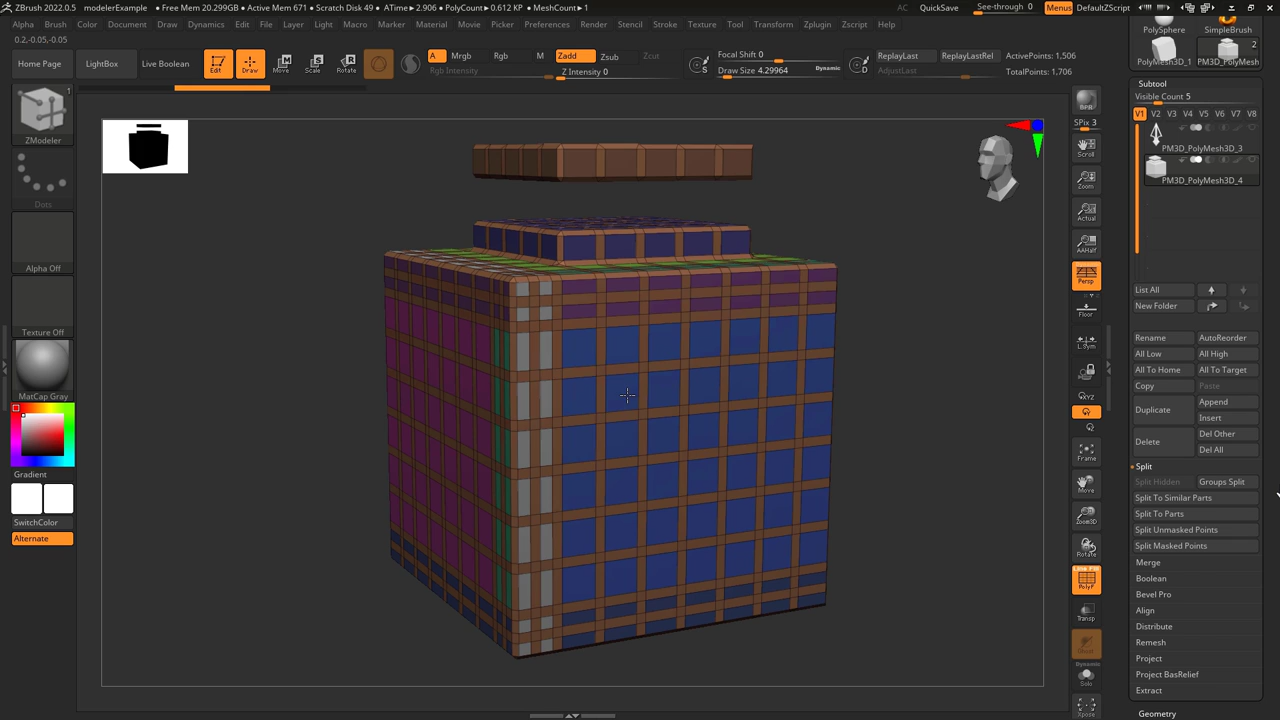 ZBrush 2022.0.5 modelerExample • Free Mem 20.299GB • Active Mem 671 • Scratch Disk 49 • ATime▸2.906 • PolyCount▸0.612 KP • MeshCount▸1 AC QuickSave See-through 0 Menus DefaultZScript
Alpha Brush Color Document Draw Dynamics Edit File Layer Light Macro Marker Material Movie Picker Preferences Render Stencil Stroke Texture Tool Transform Zplugin Zscript Help
0.2,-0.05,-0.05
Home Page
LightBox
Live Boolean
Edit
Draw
Move
Scale
Rotate
A Mrgb Rgb M Zadd Zsub Zcut
Rgb Intensity Z Intensity 0
S
Focal Shift 0
Draw Size 4.29964 Dynamic
D
ReplayLast ReplayLastRel
AdjustLast
ActivePoints: 1,506
TotalPoints: 1,706
1
ZModeler
Dots
Alpha Off
Texture Off
MatCap Gray
Gradient
SwitchColor
Alternate
BPR
SPix 3
Scroll
Zoom
Actual
AAHalf
Persp
Floor
L.Sym
XYZ
Frame
Move
Zoom3D
Rotate
Line Fill
PolyF
Transp
Ghost
Dynamic
Solo
Xpose
PolySphere SimpleBrush
2
PolyMesh3D_1 PM3D_PolyMesh
Subtool
Visible Count 5
V1 V2 V3 V4 V5 V6 V7 V8
PM3D_PolyMesh3D_3
PM3D_PolyMesh3D_4
List All
New Folder
Rename AutoReorder
All Low All High
All To Home All To Target
Copy Paste
Duplicate Append
Insert
Delete Del Other
Del All
Split
Split Hidden Groups Split
Split To Similar Parts
Split To Parts
Split Unmasked Points
Split Masked Points
Merge
Boolean
Bevel Pro
Align
Distribute
Remesh
Project
Project BasRelief
Extract
Geometry